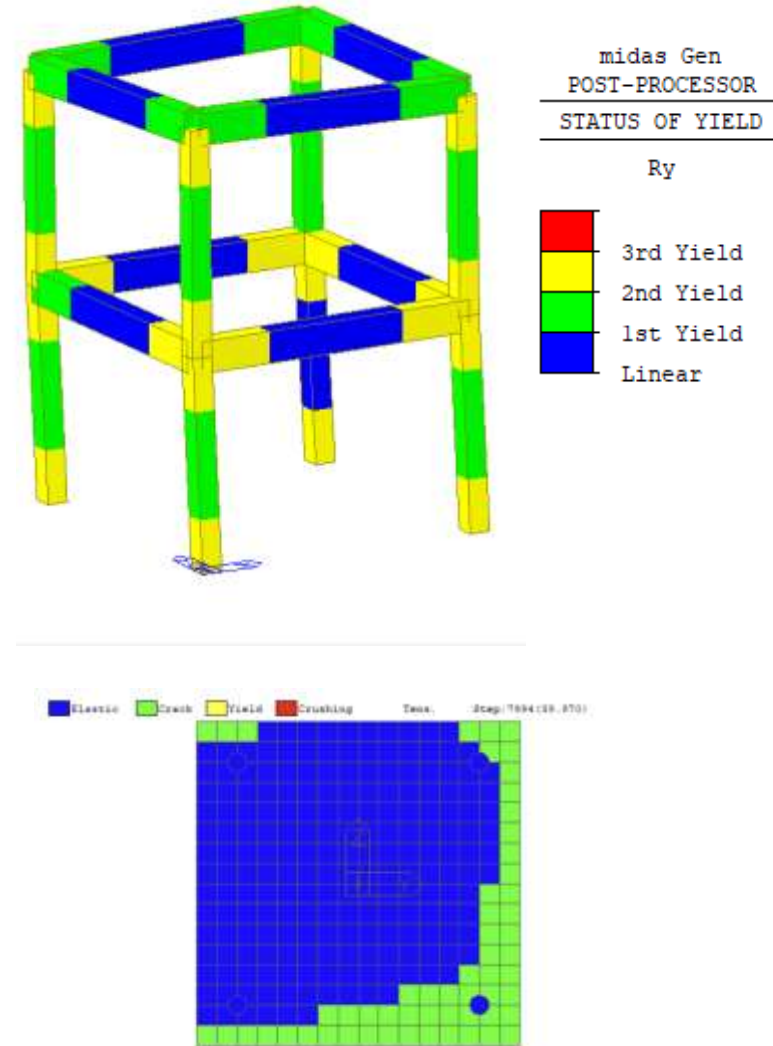 midas Gen
POST-PROCESSOR
STATUS OF YIELD
Ry
3rd Yield
2nd Yield
1st Yield
Linear
Elastic Crack Yield Crushing Tens.